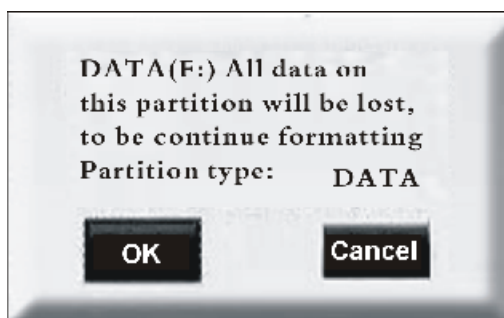 DATA(F:) All data on
this partition will be lost,
to be continue formatting
Partition type: DATA
OK Cancel